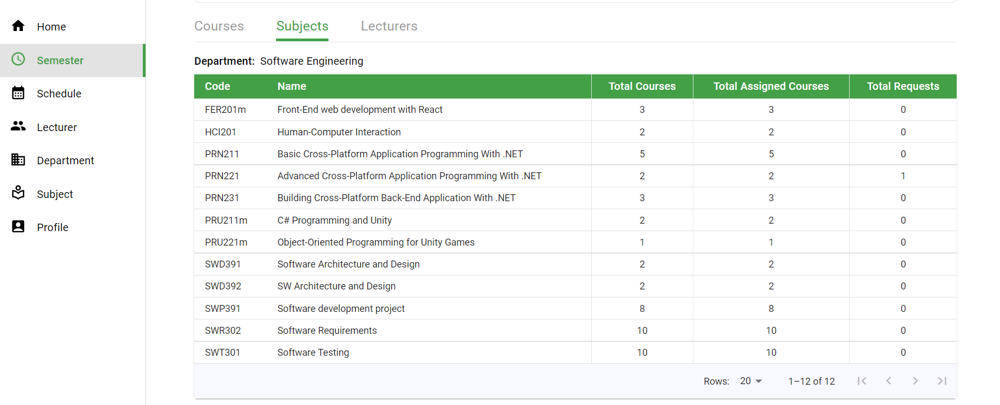 Home
Semester
Schedule
Lecturer
Department
Subject
Profile
Courses Subjects Lecturers
Department: Software Engineering
Code Name Total Courses Total Assigned Courses Total Requests
FER201m Front-End web development with React 3 3 0
HCI201 Human-Computer Interaction 2 2 0
PRN211 Basic Cross-Platform Application Programming With .NET 5 5 0
PRN221 Advanced Cross-Platform Application Programming With .NET 2 2 1
PRN231 Building Cross-Platform Back-End Application With .NET 3 3 0
PRU211m C# Programming and Unity 2 2 0
PRU221m Object-Oriented Programming for Unity Games 1 1 0
SWD391 Software Architecture and Design 2 2 0
SWD392 SW Architecture and Design 2 2 0
SWP391 Software development project 8 8 0
SWR302 Software Requirements 10 10 0
SWT301 Software Testing 10 10 0
Rows: 20 1–12 of 12